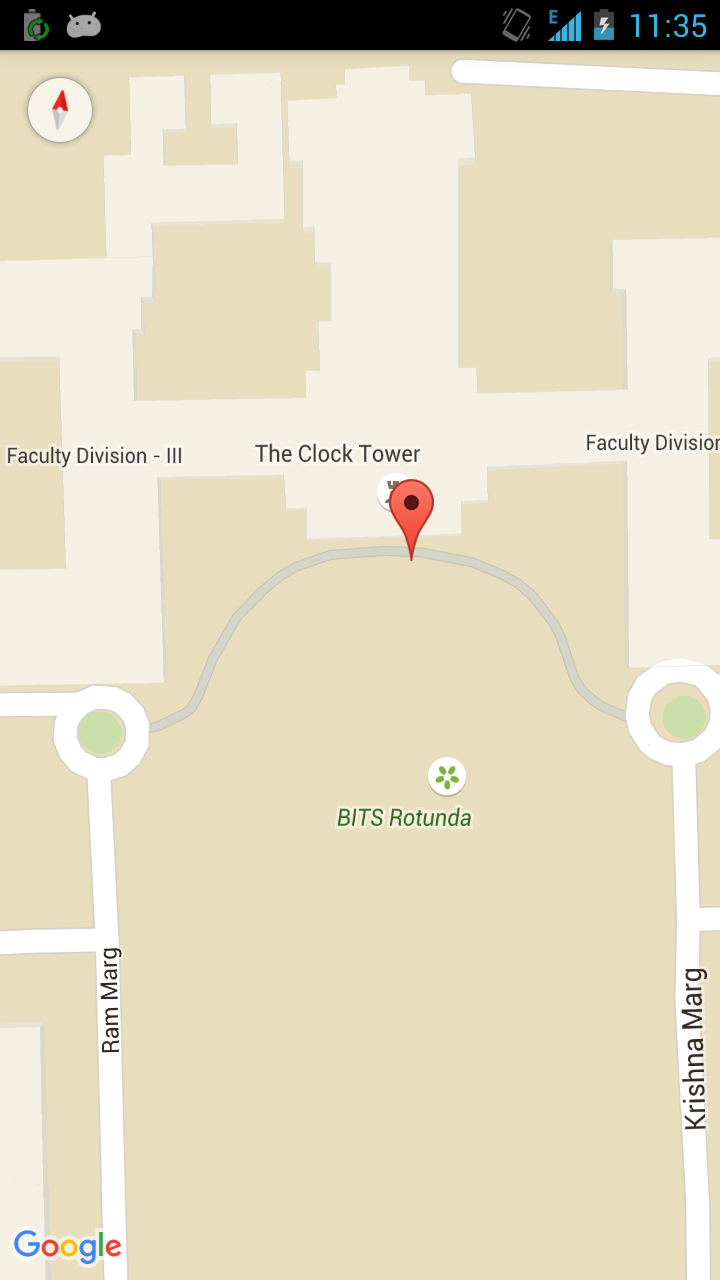 E 11:35
Faculty Division - III
The Clock Tower
Faculty Division
BITS Rotunda
Ram Marg
Krishna Marg
Google